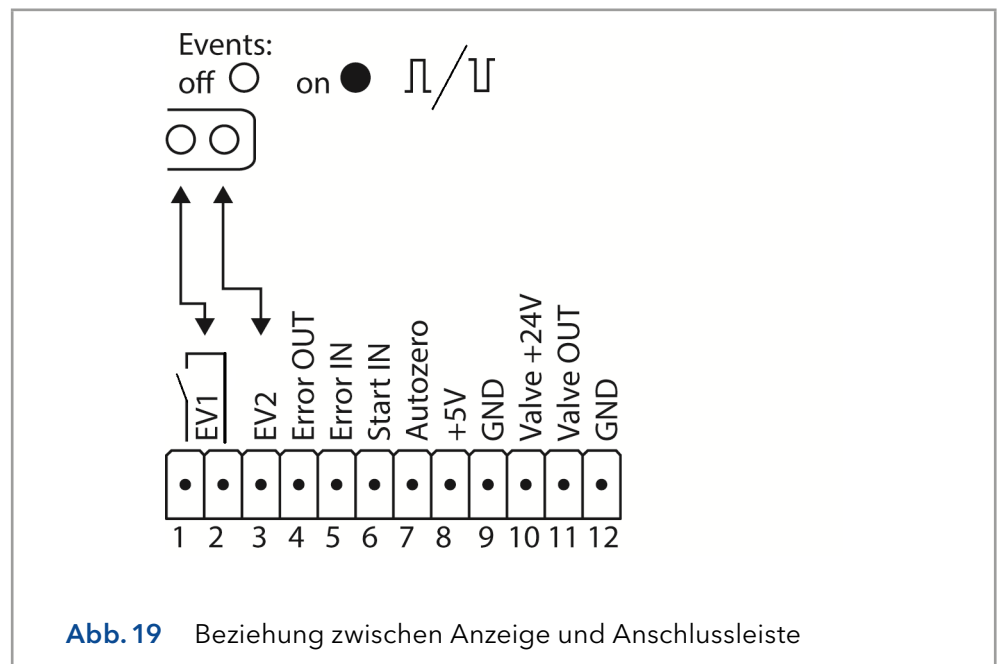 Events:
off on
EV1
EV2
Error OUT
Error IN
Start IN
Autozero
+5V
GND
Valve +24V
Valve OUT
GND
1 2 3 4 5 6 7 8 9 10 11 12
Abb. 19 Beziehung zwischen Anzeige und Anschlussleiste